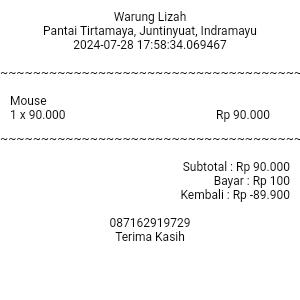 Warung Lizah
Pantai Tirtamaya, Juntinyuat, Indramayu
2024-07-28 17:58:34.069467
~~~~~~~~~~~~~~~~~~~~~~~~~~~~~~~~~~~~~
Mouse
1 x 90.000 Rp 90.000
~~~~~~~~~~~~~~~~~~~~~~~~~~~~~~~~~~~~~
Subtotal : Rp 90.000
Bayar : Rp 100
Kembali : Rp -89.900
087162919729
Terima Kasih